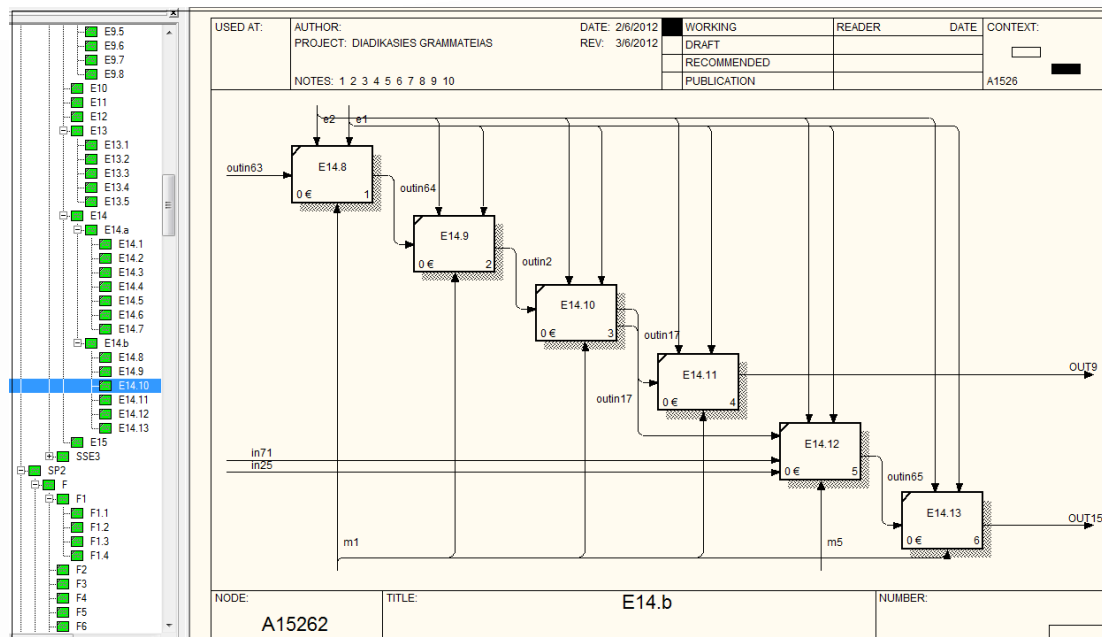 E9.5
E9.6
E9.7
E9.8
E10
E11
E12
E13
E13.1
E13.2
E13.3
E13.4
E13.5
E14
E14.a
E14.1
E14.2
E14.3
E14.4
E14.5
E14.6
E14.7
E14.b
E14.8
E14.9
E14.10
E14.11
E14.12
E14.13
E15
SSE3
SP2
F
F1
F1.1
F1.2
F1.3
F1.4
F2
F3
F4
F5
F6
USED AT:
AUTHOR:
DATE: 2/6/2012
PROJECT: DIADIKASIES GRAMMATEIAS
REV: 3/6/2012
NOTES: 1 2 3 4 5 6 7 8 9 10
WORKING
DRAFT
RECOMMENDED
PUBLICATION
READER DATE
CONTEXT:
A1526
e2
e1
outin63
E14.8
0 € 1
outin64
E14.9
0 € 2
outin2
E14.10
0 € 3
outin17
E14.11
0 € 4
OUT9
outin17
E14.12
0 € 5
in71
in25
outin65
E14.13
0 € 6
OUT15
m1
m5
NODE:
A15262
TITLE:
E14.b
NUMBER: